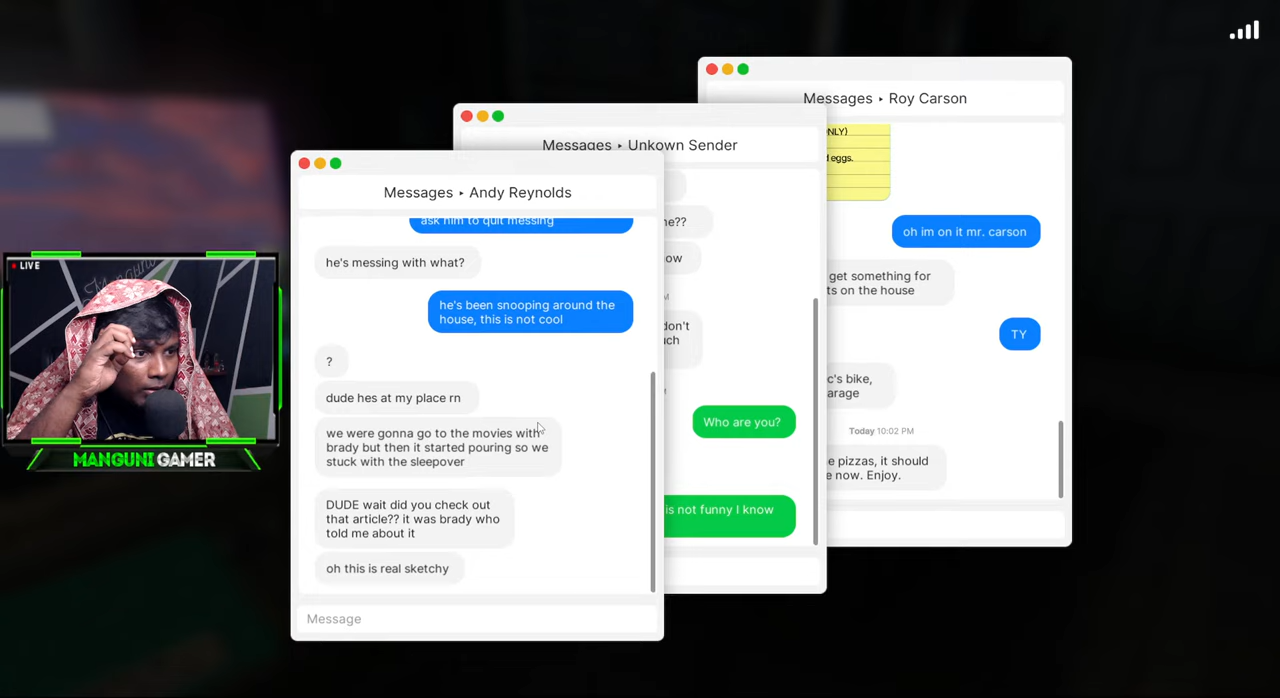 Messages ‣ Roy Carson
NLY)
d eggs.
oh im on it mr. carson
get something for
ts on the house
TY
c's bike,
arage
Today 10:02 PM
e pizzas, it should
e now. Enjoy.
Messages ‣ Unkown Sender
ne??
ow
M
don't
uch
Who are you?
is not funny I know
Messages ‣ Andy Reynolds
ask him to quit messing
he's messing with what?
he's been snooping around the
house, this is not cool
?
dude hes at my place rn
we were gonna go to the movies with
brady but then it started pouring so we
stuck with the sleepover
DUDE wait did you check out
that article?? it was brady who
told me about it
oh this is real sketchy
Message
LIVE
MANGUNI GAMER